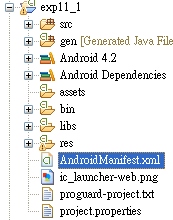 exp11_1
src
gen [Generated Java File
Android 4.2
Android Dependencies
assets
bin
libs
res
AndroidManifest.xml
ic_launcher-web.png
proguard-project.txt
project.properties